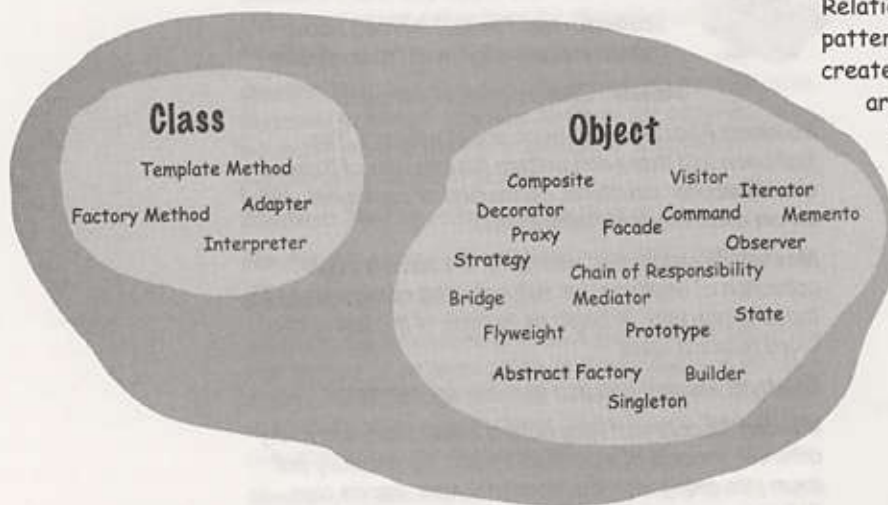 Relatio
patter
create
ar
Class
Template Method
Factory Method Adapter
Interpreter
Object
Composite Visitor Iterator
Decorator Command Memento
Proxy Facade Observer
Strategy Chain of Responsibility
Bridge Mediator State
Flyweight Prototype
Abstract Factory Builder
Singleton